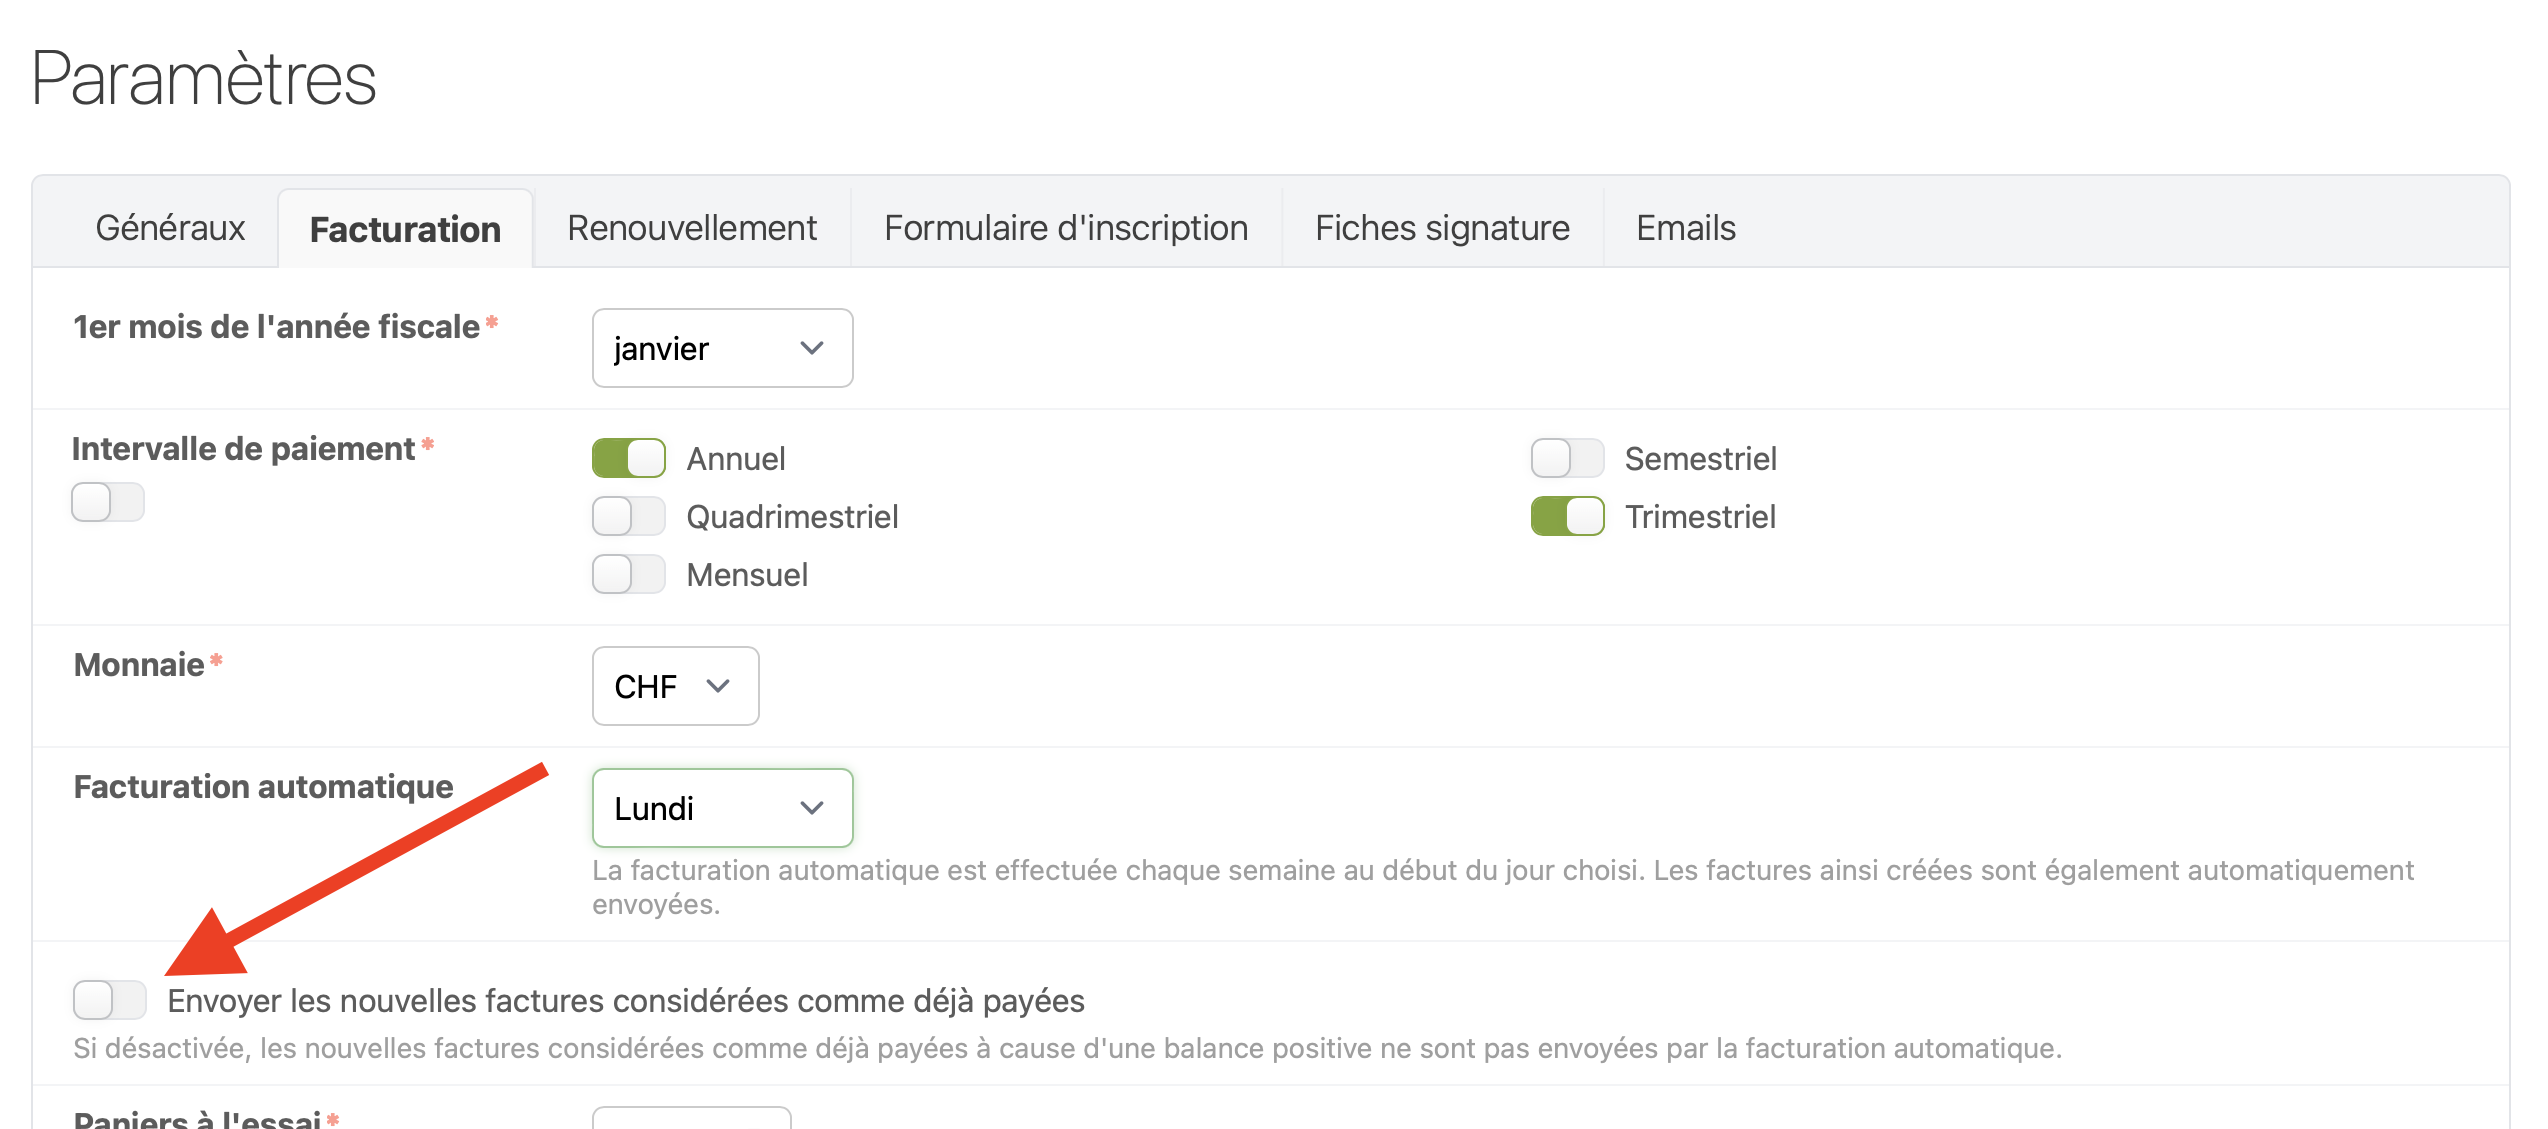 Paramètres
Généraux
Facturation
Renouvellement
Formulaire d'inscription
Fiches signature
Emails
1er mois de l'année fiscale*
janvier
Intervalle de paiement*
Annuel
Semestriel
Quadrimestriel
Trimestriel
Mensuel
Monnaie*
CHF
Facturation automatique
Lundi
La facturation automatique est effectuée chaque semaine au début du jour choisi. Les factures ainsi créées sont également automatiquement
envoyées.
Envoyer les nouvelles factures considérées comme déjà payées
Si désactivée, les nouvelles factures considérées comme déjà payées à cause d'une balance positive ne sont pas envoyées par la facturation automatique.
Paniers à l'essai*